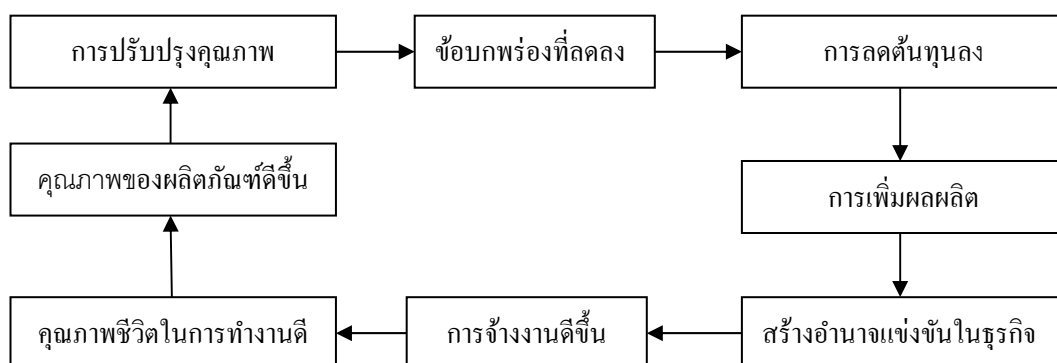 การปรับปรุงคุณภาพ
ข้อบกพร่องที่ลดลง
การลดต้นทุนลง
คุณภาพของผลิตภัณฑ์ดีขึ้น
การเพิ่มผลผลิต
คุณภาพชีวิตในการทำงานดี
การจ้างงานดีขึ้น
สร้างอำนาจแข่งขันในธุรกิจ